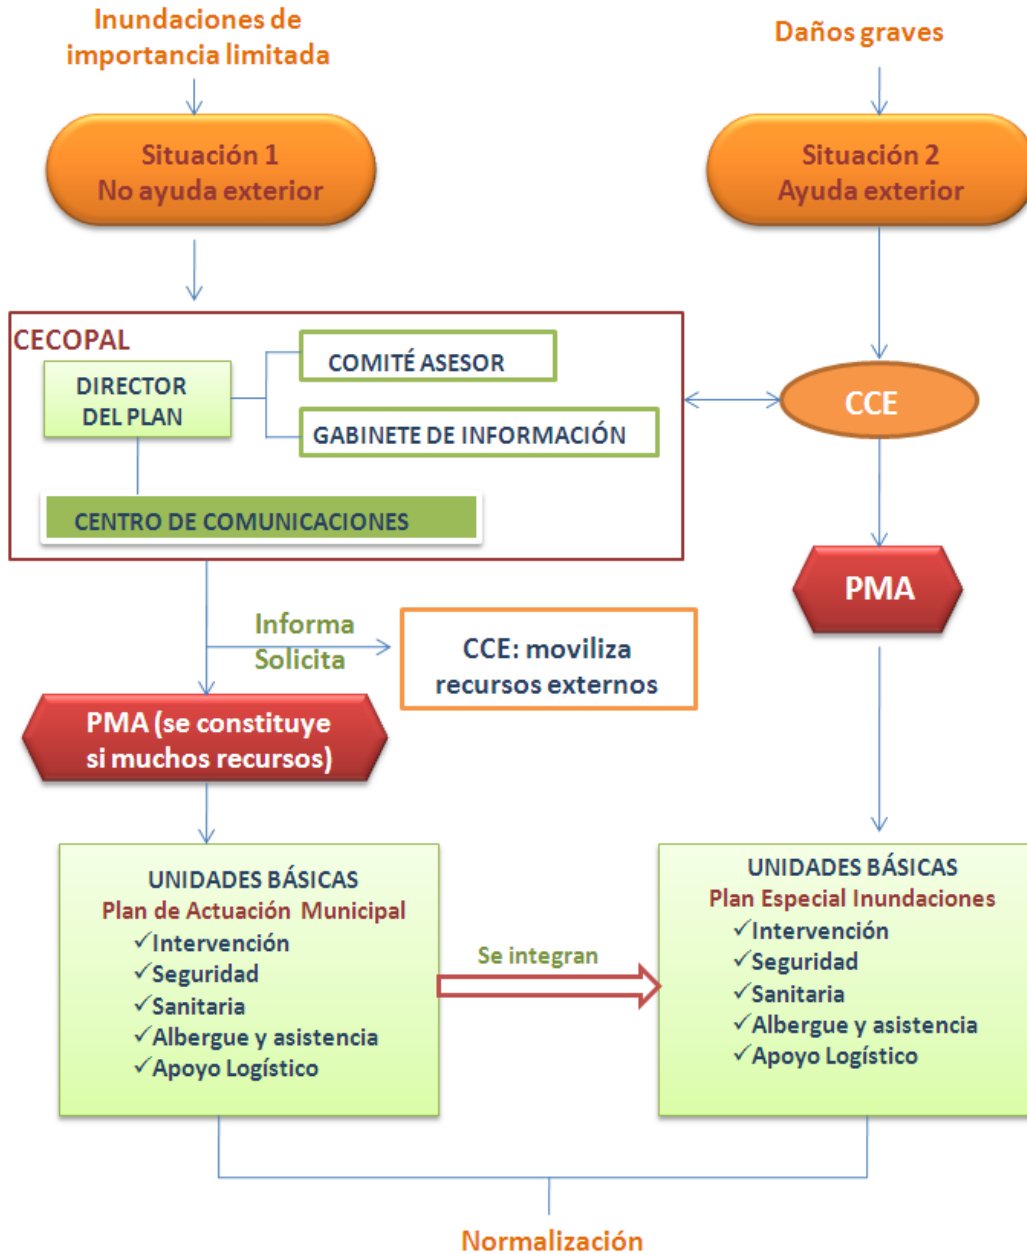 Inundaciones de
importancia limitada
Daños graves
Situación 1
No ayuda exterior
Situación 2
Ayuda exterior
CECOPAL
DIRECTOR
DEL PLAN
COMITÉ ASESOR
GABINETE DE INFORMACIÓN
CENTRO DE COMUNICACIONES
CCE
PMA
Informa
Solicita
CCE: moviliza
recursos externos
PMA (se constituye
si muchos recursos)
UNIDADES BÁSICAS
Plan de Actuación Municipal
✓Intervención
✓Seguridad
✓Sanitaria
✓Albergue y asistencia
✓Apoyo Logístico
Se integran
UNIDADES BÁSICAS
Plan Especial Inundaciones
✓Intervención
✓Seguridad
✓Sanitaria
✓Albergue y asistencia
✓Apoyo Logístico
Normalización